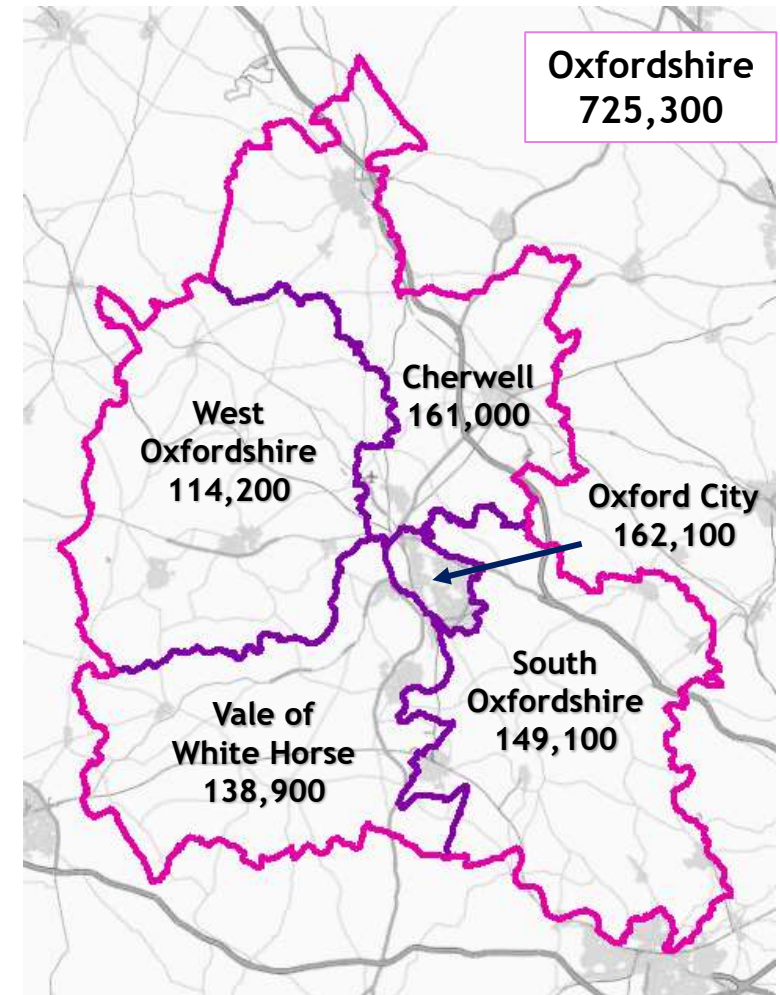 Oxfordshire
725,300
Cherwell
161,000
West
Oxfordshire
114,200
Oxford City
162,100
South
Oxfordshire
149,100
Vale of
White Horse
138,900